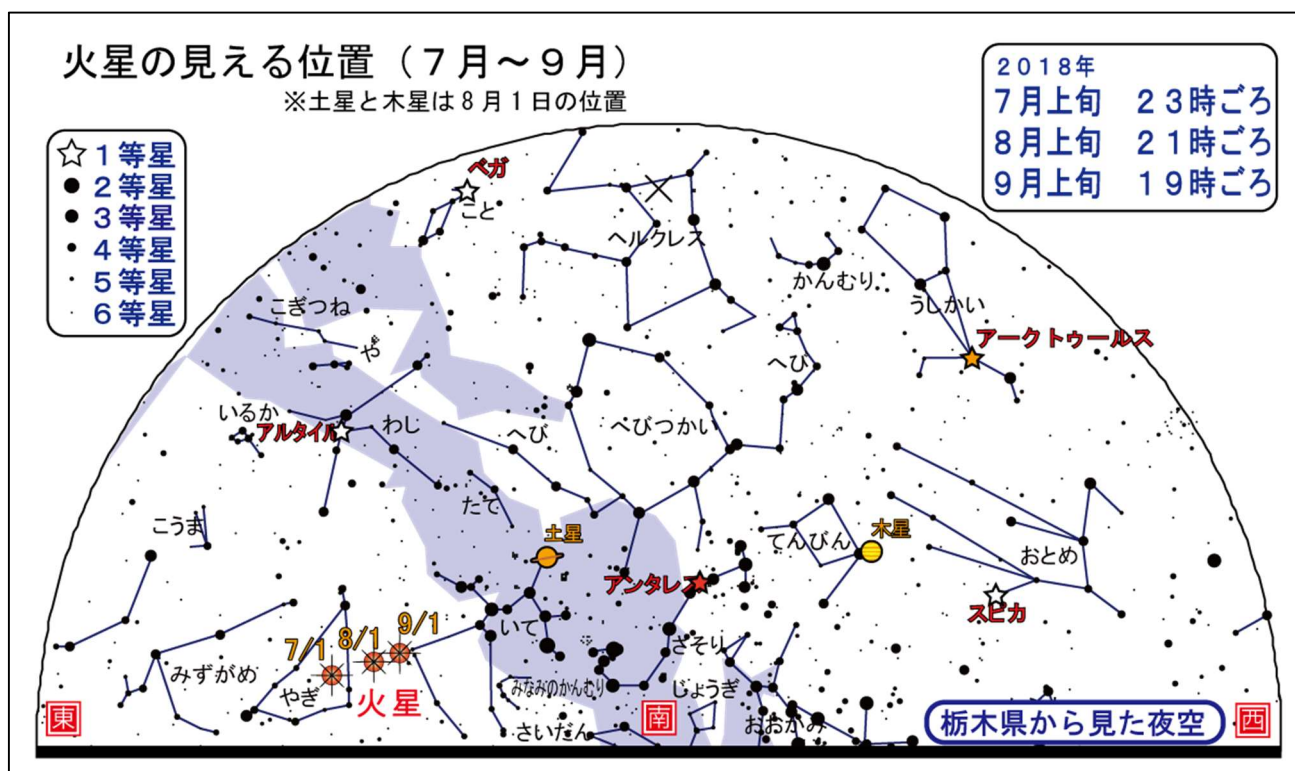 火星の見える位置（７月～９月）
※土星と木星は８月１日の位置
２０１８年
７月上旬　２３時ごろ
８月上旬　２１時ごろ
９月上旬　１９時ごろ
１等星
２等星
３等星
４等星
５等星
６等星
ベガ
こと
ヘルクレス
かんむり
うしかい
アークトゥールス
こぎつね
や
へび
いるか
アルタイル
わし
へび
へびつかい
たて
こうま
土星
てんびん
木星
おとめ
アンタレス
スピカ
7/1
8/1
9/1
いて
さそり
みずがめ
やぎ
火星
みなみのかんむり
じょうぎ
さいだん
おおかみ
東
南
西
栃木県から見た夜空